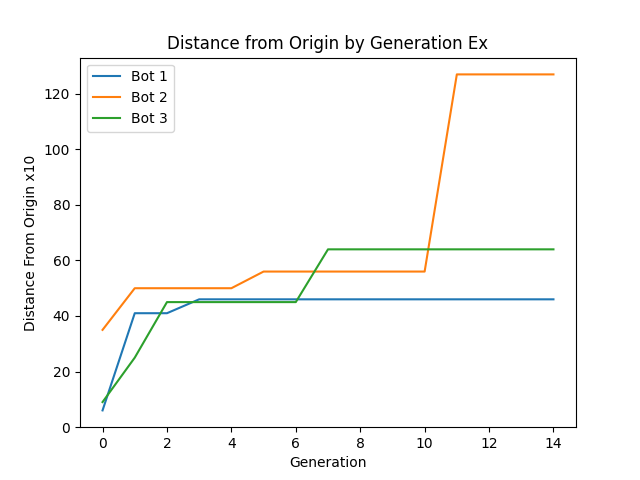 Distance from Origin by Generation Ex
Bot 1
Bot 2
Bot 3
Distance From Origin x10
120
100
80
60
40
20
0
0 2 4 6 8 10 12 14
Generation